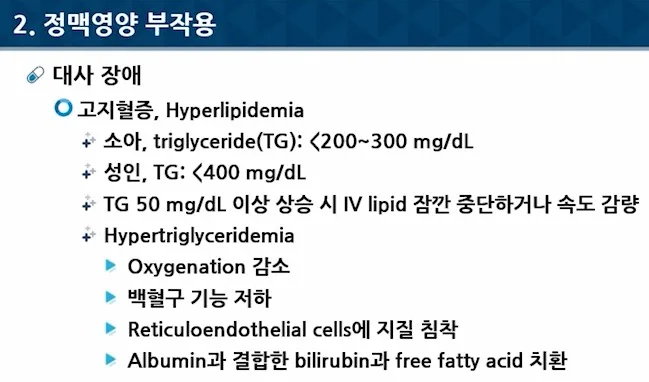 2. 정맥영양 부작용
대사 장애
고지혈증, Hyperlipidemia
소아, triglyceride(TG): <200~300 mg/dL
성인, TG: <400 mg/dL
TG 50 mg/dL 이상 상승 시 IV lipid 잠깐 중단하거나 속도 감량
Hypertriglyceridemia
Oxygenation 감소
백혈구 기능 저하
Reticuloendothelial cells에 지질 침착
Albumin과 결합한 bilirubin과 free fatty acid 치환